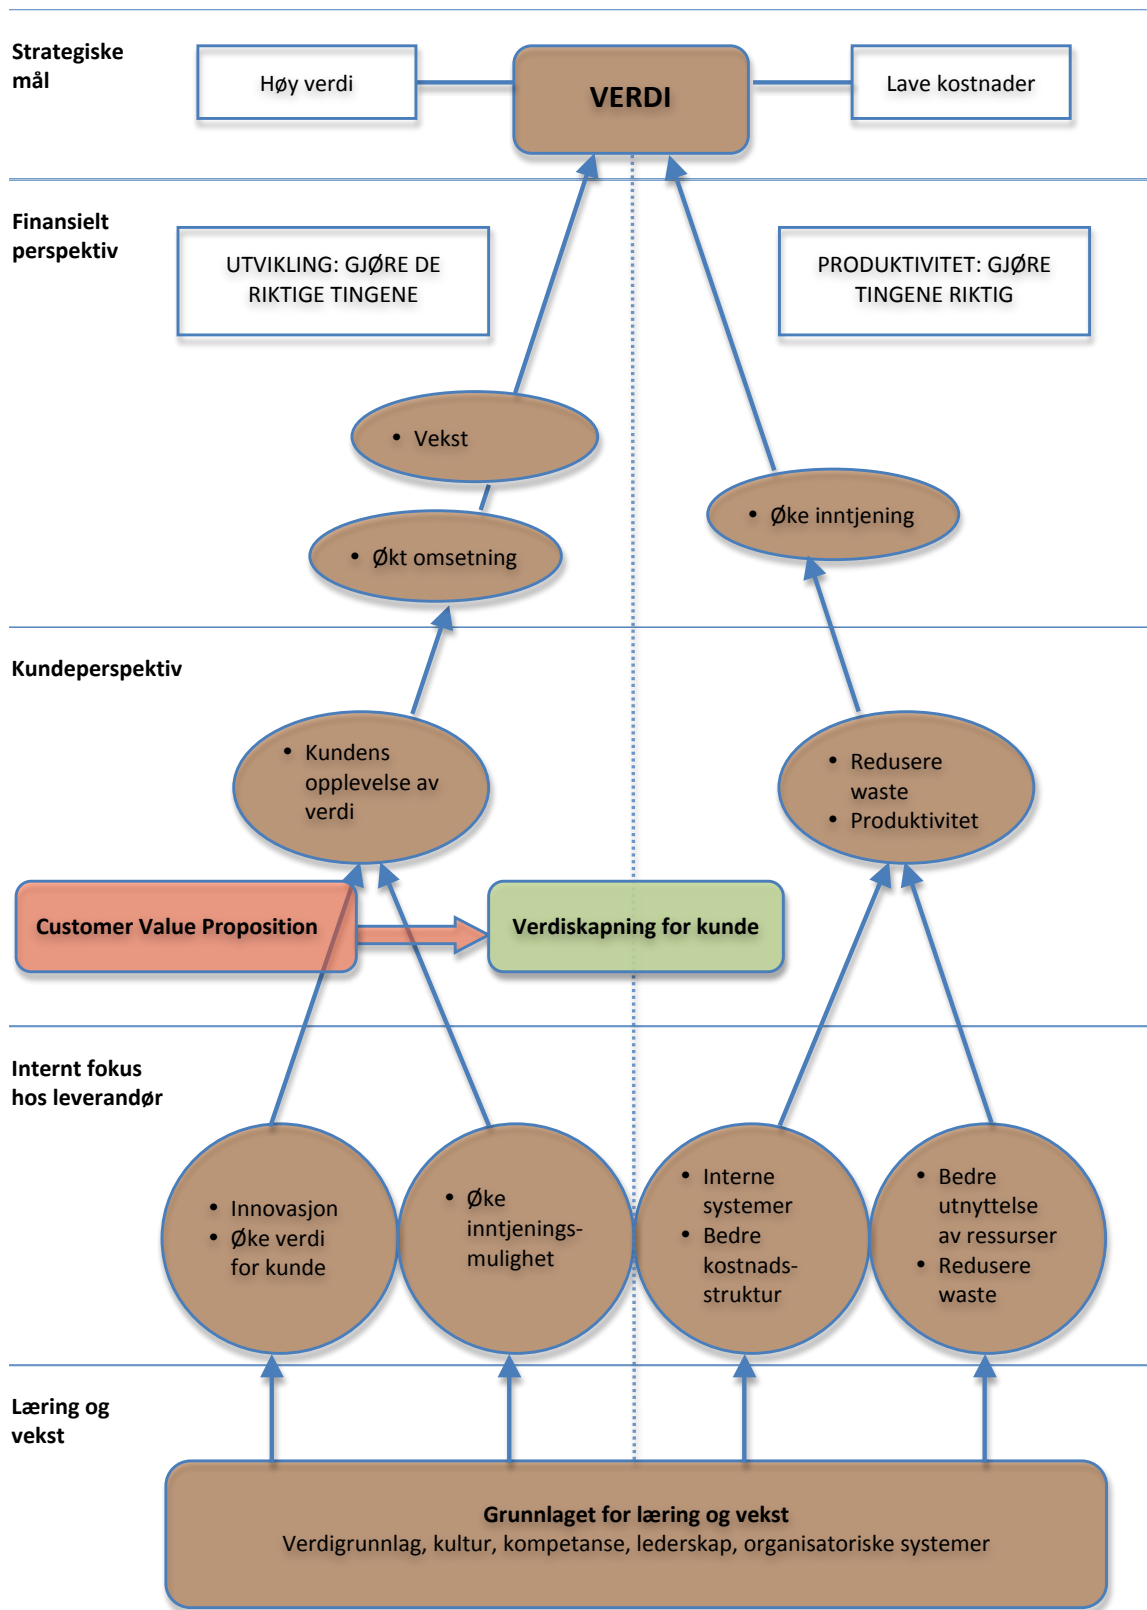 Strategiske
mål
Høy verdi
VERDI
Lave kostnader
Finansielt
perspektiv
UTVIKLING: GJØRE DE
RIKTIGE TINGENE
PRODUKTIVITET: GJØRE
TINGENE RIKTIG
• Vekst
• Økt omsetning
• Øke inntjening
Kundeperspektiv
• Kundens
opplevelse av
verdi
• Redusere
waste
• Produktivitet
Customer Value Proposition
Verdiskapning for kunde
Internt fokus
hos leverandør
• Innovasjon
• Øke verdi
for kunde
• Øke
inntjenings-
mulighet
• Interne
systemer
• Bedre
kostnads-
struktur
• Bedre
utnyttelse
av ressurser
• Redusere
waste
Læring og
vekst
Grunnlaget for læring og vekst
Verdigrunnlag, kultur, kompetanse, lederskap, organisatoriske systemer